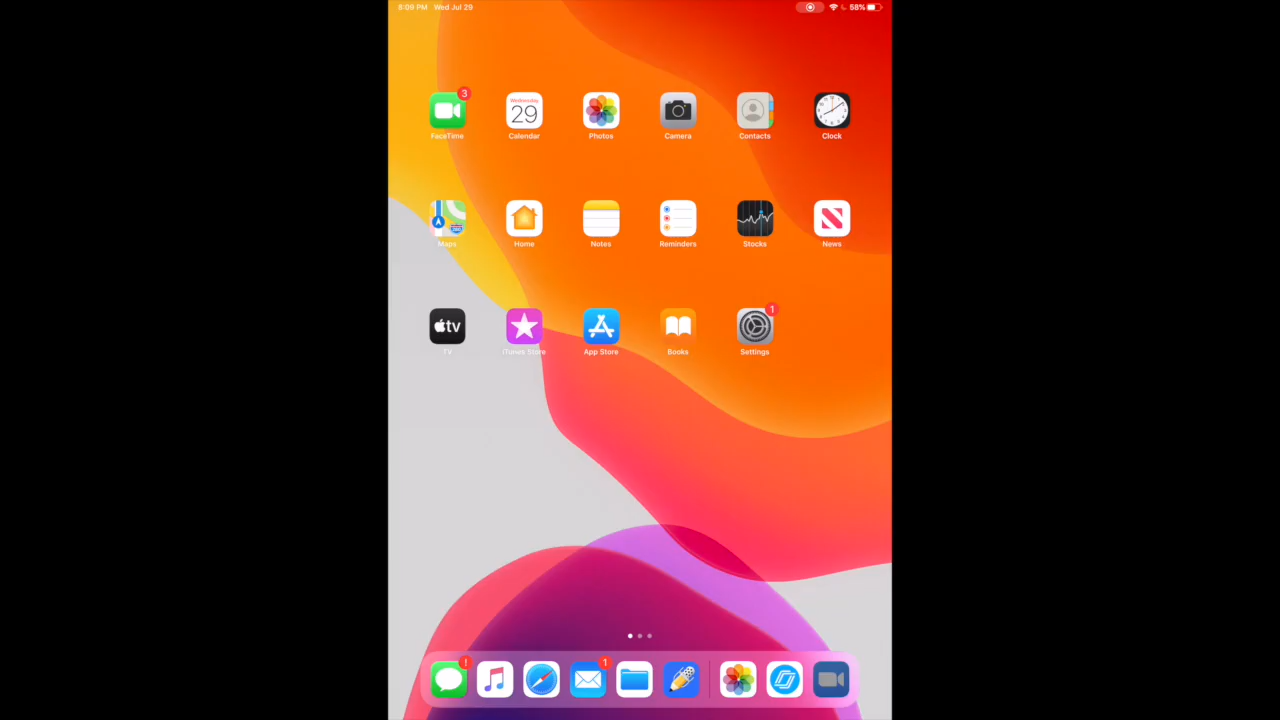 8:09 PM Wed Jul 29 58%
3
Wednesday
29
FaceTime Calendar Photos Camera Contacts Clock
Maps Home Notes Reminders Stocks News
tv
1
TV iTunes Store App Store Books Settings
! 1